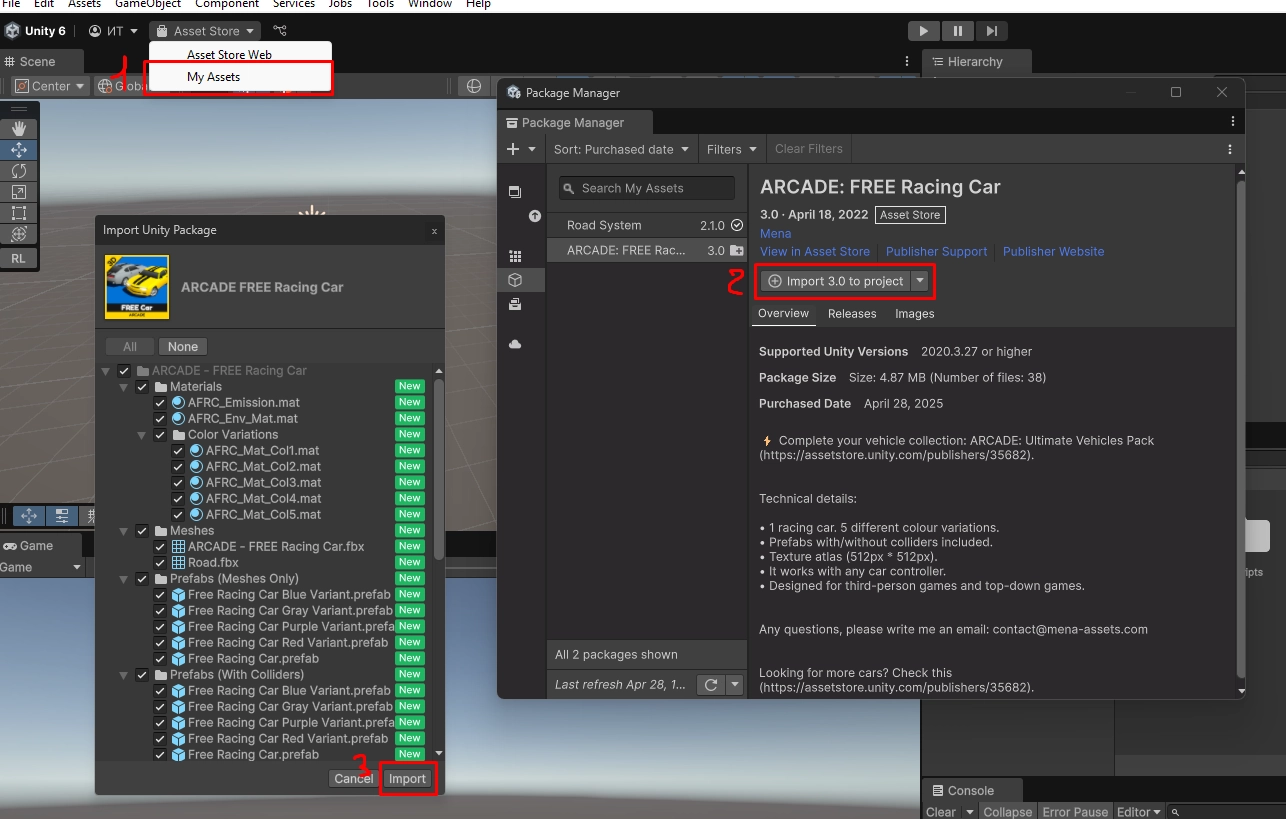 File Edit Assets GameObject Component Services Jobs Tools Window Help
Unity 6 ИТ Asset Store
Asset Store Web
My Assets
1
Scene
Center Globa
Hierarchy
RL
Import Unity Package x
FREE Car
ARCADE
ARCADE FREE Racing Car
All None
ARCADE - FREE Racing Car
Materials New
AFRC_Emission.mat New
AFRC_Env_Mat.mat New
Color Variations New
AFRC_Mat_Col1.mat New
AFRC_Mat_Col2.mat New
AFRC_Mat_Col3.mat New
AFRC_Mat_Col4.mat New
AFRC_Mat_Col5.mat New
Meshes New
ARCADE - FREE Racing Car.fbx New
Road.fbx New
Prefabs (Meshes Only) New
Free Racing Car Blue Variant.prefab New
Free Racing Car Gray Variant.prefab New
Free Racing Car Purple Variant.prefa New
Free Racing Car Red Variant.prefab New
Free Racing Car.prefab New
Prefabs (With Colliders) New
Free Racing Car Blue Variant.prefab New
Free Racing Car Gray Variant.prefab New
Free Racing Car Purple Variant.prefa New
Free Racing Car Red Variant.prefab New
Free Racing Car.prefab New
3
Cancel Import
Game
Game
Package Manager
Package Manager
Sort: Purchased date Filters Clear Filters
Search My Assets
Road System 2.1.0
ARCADE: FREE Rac... 3.0
All 2 packages shown
Last refresh Apr 28, 1...
ARCADE: FREE Racing Car
3.0 · April 18, 2022 Asset Store
Mena
View in Asset Store Publisher Support Publisher Website
2
Import 3.0 to project
Overview Releases Images
Supported Unity Versions 2020.3.27 or higher
Package Size Size: 4.87 MB (Number of files: 38)
Purchased Date April 28, 2025
⚡ Complete your vehicle collection: ARCADE: Ultimate Vehicles Pack
(https://assetstore.unity.com/publishers/35682).
Technical details:
• 1 racing car. 5 different colour variations.
• Prefabs with/without colliders included.
• Texture atlas (512px * 512px).
• It works with any car controller.
• Designed for third-person games and top-down games.
Any questions, please write me an email: contact@mena-assets.com
Looking for more cars? Check this
(https://assetstore.unity.com/publishers/35682).
ipts
Console
Clear Collapse Error Pause Editor